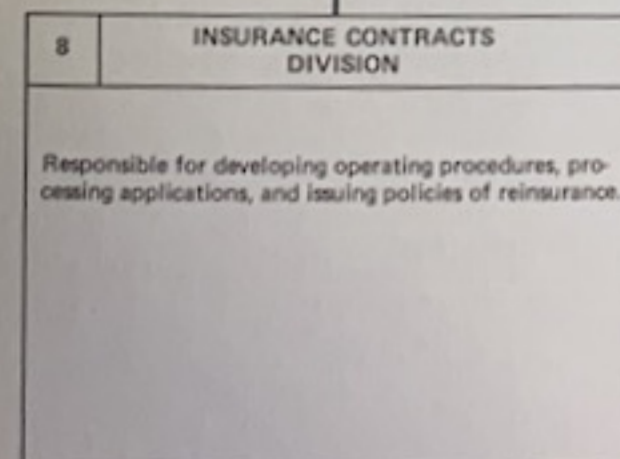 8
INSURANCE CONTRACTS
DIVISION
Responsible for developing operating procedures, pro-
cessing applications, and issuing policies of reinsurance.